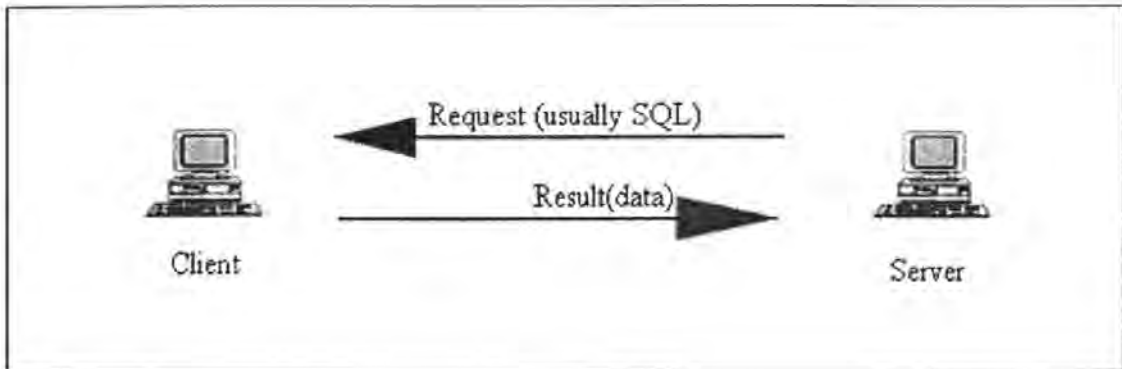 Request (usually SQL)
Result(data)
Client
Server